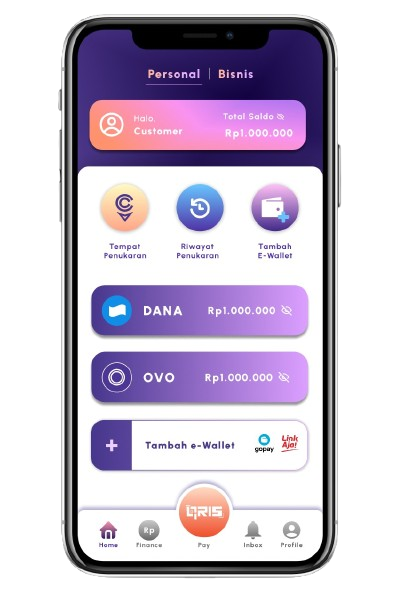 Personal | Bisnis
Halo,
Customer
Total Saldo
Rp1.000.000
Tempat
Penukaran
Riwayat
Penukaran
Tambah
E-Wallet
DANA Rp1.000.000
OVO Rp1.000.000
+ Tambah e-Wallet
gopay
Link
Aja!
QRIS
Rp
Home
Finance
Pay
Inbox
Profile